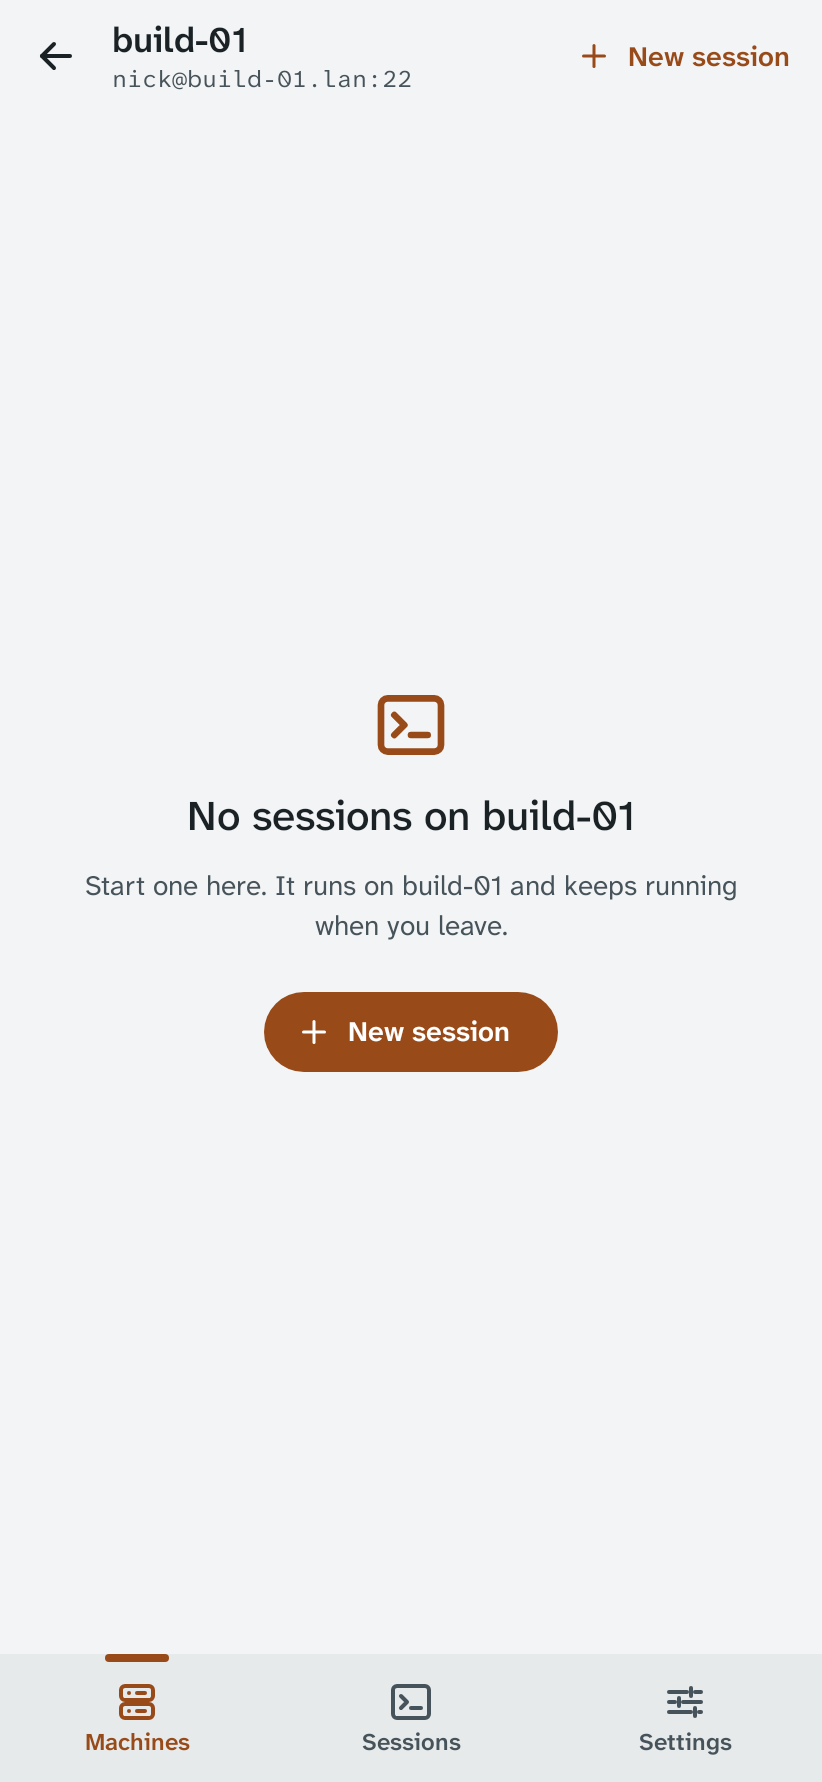 build-01
nick@build-01.lan:22
New session
No sessions on build-01
Start one here. It runs on build-01 and keeps running
when you leave.
New session
Machines
Sessions
Settings